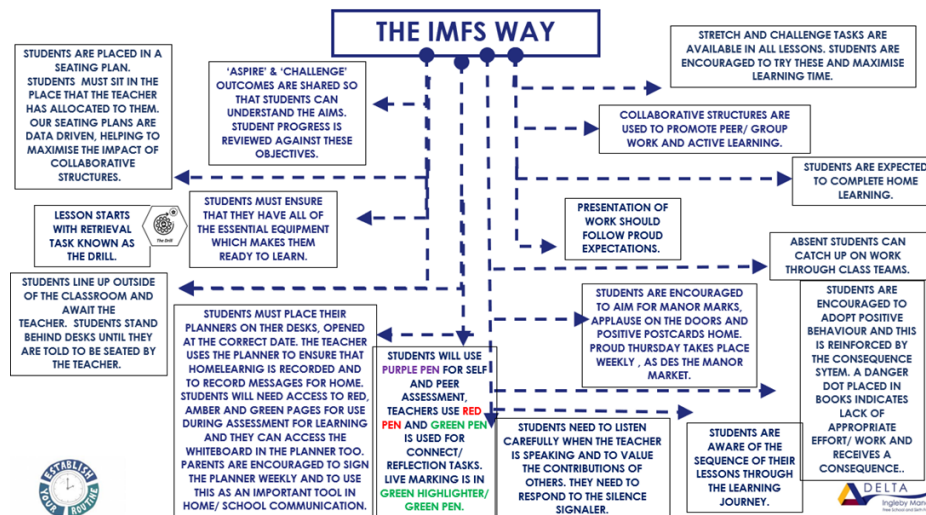 THE IMFS WAY
STUDENTS ARE PLACED IN A
SEATING PLAN.
STUDENTS MUST SIT IN THE
PLACE THAT THE TEACHER
HAS ALLOCATED TO THEM.
OUR SEATING PLANS ARE
DATA DRIVEN, HELPING TO
MAXIMISE THE IMPACT OF
COLLABORATIVE
STRUCTURES.
'ASPIRE' & 'CHALLENGE'
OUTCOMES ARE SHARED SO
THAT STUDENTS CAN
UNDERSTAND THE AIMS.
STUDENT PROGRESS IS
REVIEWED AGAINST THESE
OBJECTIVES.
STRETCH AND CHALLENGE TASKS ARE
AVAILABLE IN ALL LESSONS. STUDENTS ARE
ENCOURAGED TO TRY THESE AND MAXIMISE
LEARNING TIME.
COLLABORATIVE STRUCTURES ARE
USED TO PROMOTE PEER/ GROUP
WORK AND ACTIVE LEARNING.
STUDENTS ARE EXPECTED
TO COMPLETE HOME
LEARNING.
LESSON STARTS
WITH RETRIEVAL
TASK KNOWN AS
THE DRILL.
The Drill
STUDENTS MUST ENSURE
THAT THEY HAVE ALL OF
THE ESSENTIAL EQUIPMENT
WHICH MAKES THEM
READY TO LEARN.
PRESENTATION OF
WORK SHOULD
FOLLOW PROUD
EXPECTATIONS.
ABSENT STUDENTS CAN
CATCH UP ON WORK
THROUGH CLASS TEAMS.
STUDENTS LINE UP OUTSIDE
OF THE CLASSROOM AND
AWAIT THE
TEACHER. STUDENTS STAND
BEHIND DESKS UNTIL THEY
ARE TOLD TO BE SEATED BY
THE TEACHER.
STUDENTS MUST PLACE THEIR
PLANNERS ON THER DESKS, OPENED
AT THE CORRECT DATE. THE TEACHER
USES THE PLANNER TO ENSURE THAT
HOMELEARNIG IS RECORDED AND
TO RECORD MESSAGES FOR HOME.
STUDENTS WILL NEED ACCESS TO RED,
AMBER AND GREEN PAGES FOR USE
DURING ASSESSMENT FOR LEARNING
AND THEY CAN ACCESS THE
WHITEBOARD IN THE PLANNER TOO.
PARENTS ARE ENCOURAGED TO SIGN
THE PLANNER WEEKLY AND TO USE
THIS AS AN IMPORTANT TOOL IN
HOME/ SCHOOL COMMUNICATION.
STUDENTS WILL USE
PURPLE PEN FOR SELF
AND PEER
ASSESSMENT,
TEACHERS USE RED
PEN AND GREEN PEN
IS USED FOR
CONNECT/
REFLECTION TASKS.
LIVE MARKING IS IN
GREEN HIGHLIGHTER/
GREEN PEN.
STUDENTS ARE ENCOURAGED
TO AIM FOR MANOR MARKS,
APPLAUSE ON THE DOORS AND
POSITIVE POSTCARDS HOME.
PROUD THURSDAY TAKES PLACE
WEEKLY , AS DES THE MANOR
MARKET.
STUDENTS ARE
ENCOURAGED TO
ADOPT POSITIVE
BEHAVIOUR AND THIS
IS REINFORCED BY
THE CONSEQUENCE
SYTEM. A DANGER
DOT PLACED IN
BOOKS INDICATES
LACK OF
APPROPRIATE
EFFORT/ WORK AND
RECEIVES A
CONSEQUENCE..
STUDENTS NEED TO LISTEN
CAREFULLY WHEN THE TEACHER
IS SPEAKING AND TO VALUE
THE CONTRIBUTIONS OF
OTHERS. THEY NEED TO
RESPOND TO THE SILENCE
SIGNALER.
STUDENTS ARE
AWARE OF THE
SEQUENCE OF THEIR
LESSONS THROUGH
THE LEARNING
JOURNEY.
ESTABLISH
YOUR ROUTINE
DELTA
Ingleby Man